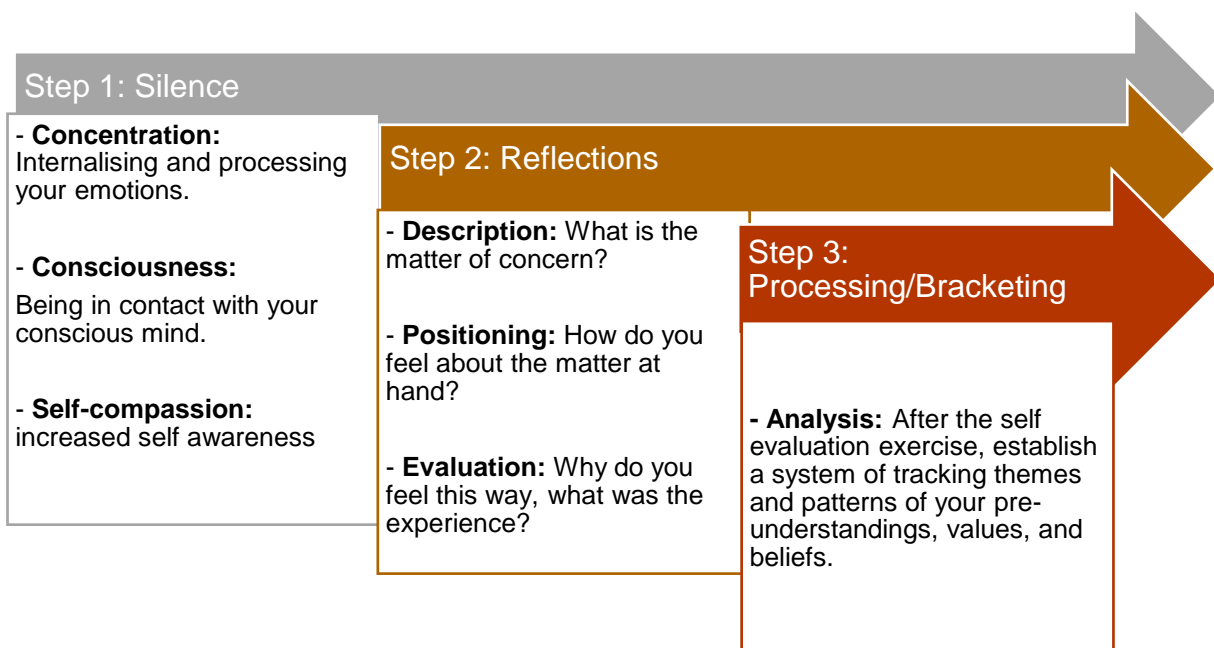 Step 1: Silence
- Concentration:
Internalising and processing
your emotions.
- Consciousness:
Being in contact with your
conscious mind.
- Self-compassion:
increased self awareness
Step 2: Reflections
- Description: What is the
matter of concern?
- Positioning: How do you
feel about the matter at
hand?
- Evaluation: Why do you
feel this way, what was the
experience?
Step 3:
Processing/Bracketing
- Analysis: After the self
evaluation exercise, establish
a system of tracking themes
and patterns of your pre-
understandings, values, and
beliefs.